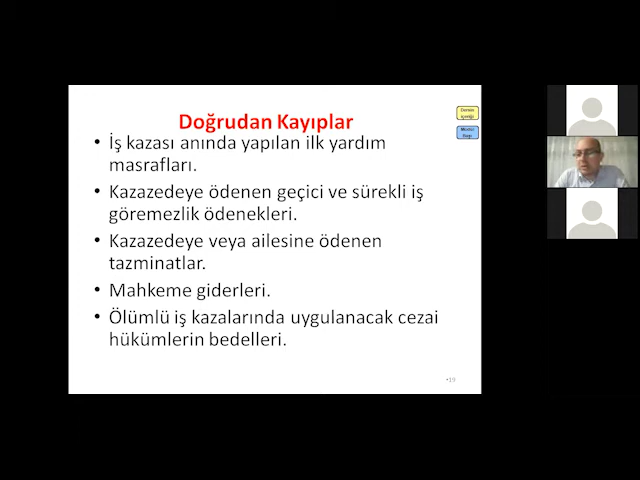 Doğrudan Kayıplar
• İş kazası anında yapılan ilk yardım
masrafları.
• Kazazedeye ödenen geçici ve sürekli iş
göremezlik ödenekleri.
• Kazazedeye veya ailesine ödenen
tazminatlar.
• Mahkeme giderleri.
• Ölümlü iş kazalarında uygulanacak cezai
hükümlerin bedelleri.